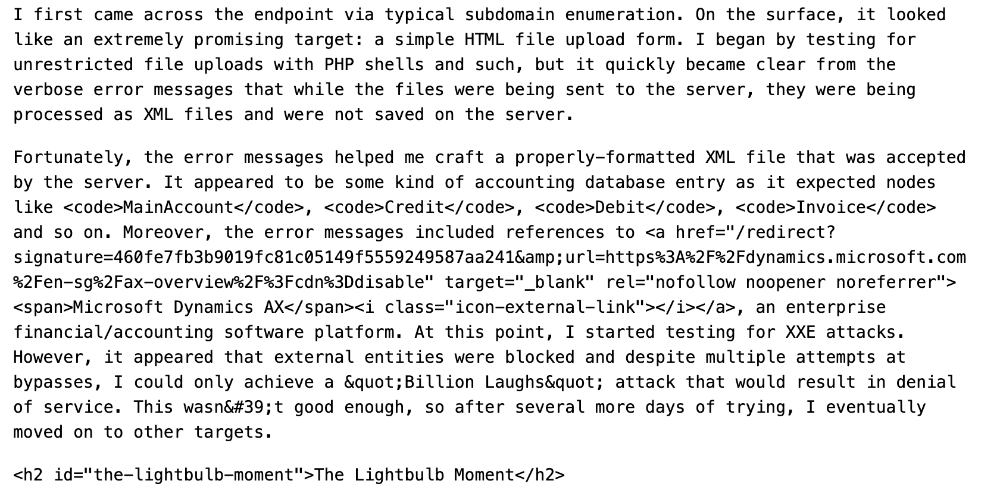 I first came across the endpoint via typical subdomain enumeration. On the surface, it looked
like an extremely promising target: a simple HTML file upload form. I began by testing for
unrestricted file uploads with PHP shells and such, but it quickly became clear from the
verbose error messages that while the files were being sent to the server, they were being
processed as XML files and were not saved on the server.
Fortunately, the error messages helped me craft a properly-formatted XML file that was accepted
by the server. It appeared to be some kind of accounting database entry as it expected nodes
like <code>MainAccount</code>, <code>Credit</code>, <code>Debit</code>, <code>Invoice</code>
and so on. Moreover, the error messages included references to <a href="/redirect?
signature=460fe7fb3b9019fc81c05149f5559249587aa241&amp;url=https%3A%2F%2Fdynamics.microsoft.com
%2Fen-sg%2Fax-overview%2F%3Fcdn%3Ddisable" target="_blank" rel="nofollow noopener noreferrer">
<span>Microsoft Dynamics AX</span><i class="icon-external-link"></i></a>, an enterprise
financial/accounting software platform. At this point, I started testing for XXE attacks.
However, it appeared that external entities were blocked and despite multiple attempts at
bypasses, I could only achieve a &quot;Billion Laughs&quot; attack that would result in denial
of service. This wasn&#39;t good enough, so after several more days of trying, I eventually
moved on to other targets.
<h2 id="the-lightbulb-moment">The Lightbulb Moment</h2>